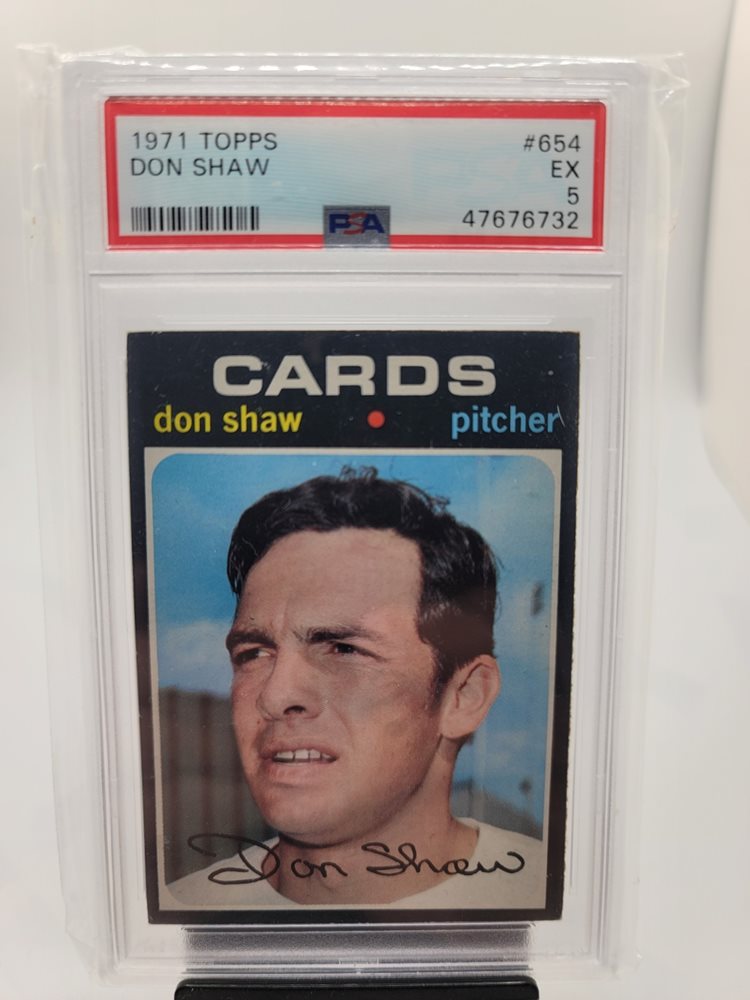 1971 TOPPS #654
DON SHAW EX
5
PSA 47676732
CARDS
don shaw pitcher
Don Shaw